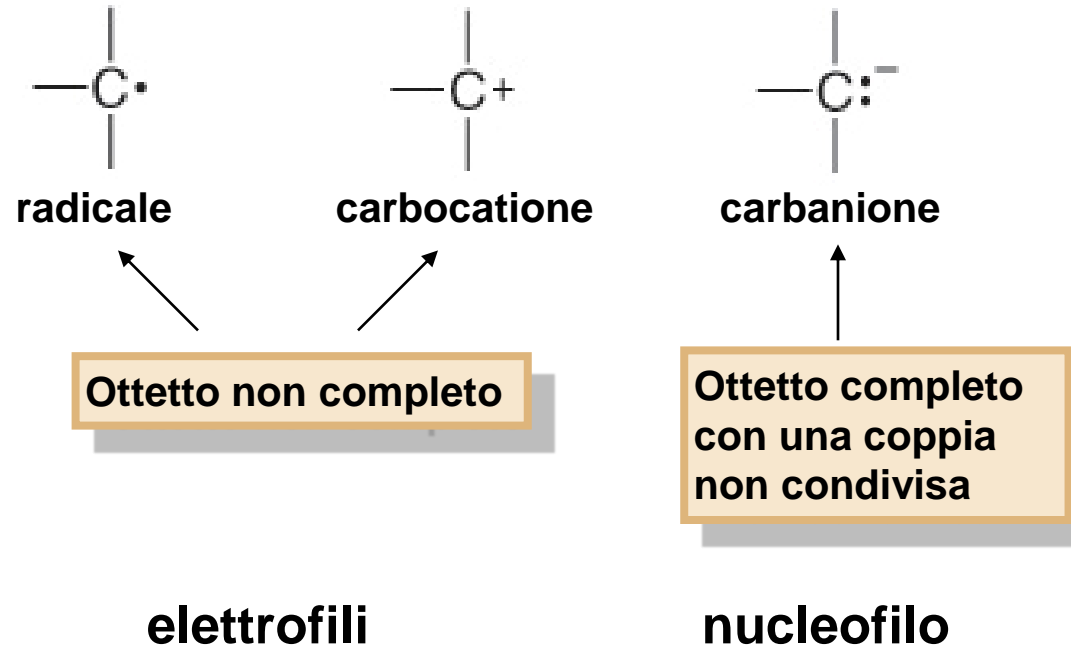 C• C+ C:⁻
radicale carbocatione carbanione
Ottetto non completo
Ottetto completo
con una coppia
non condivisa
elettrofili nucleofilo